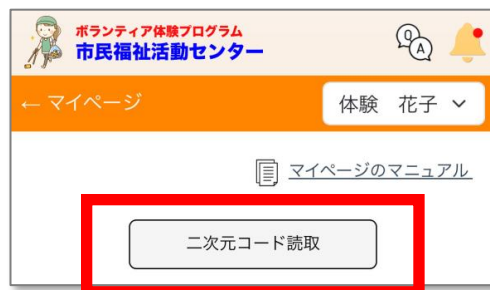 ボランティア体験プログラム
市民福祉活動センター
Q
A
← マイページ
体験 花子
マイページのマニュアル
二次元コード読取